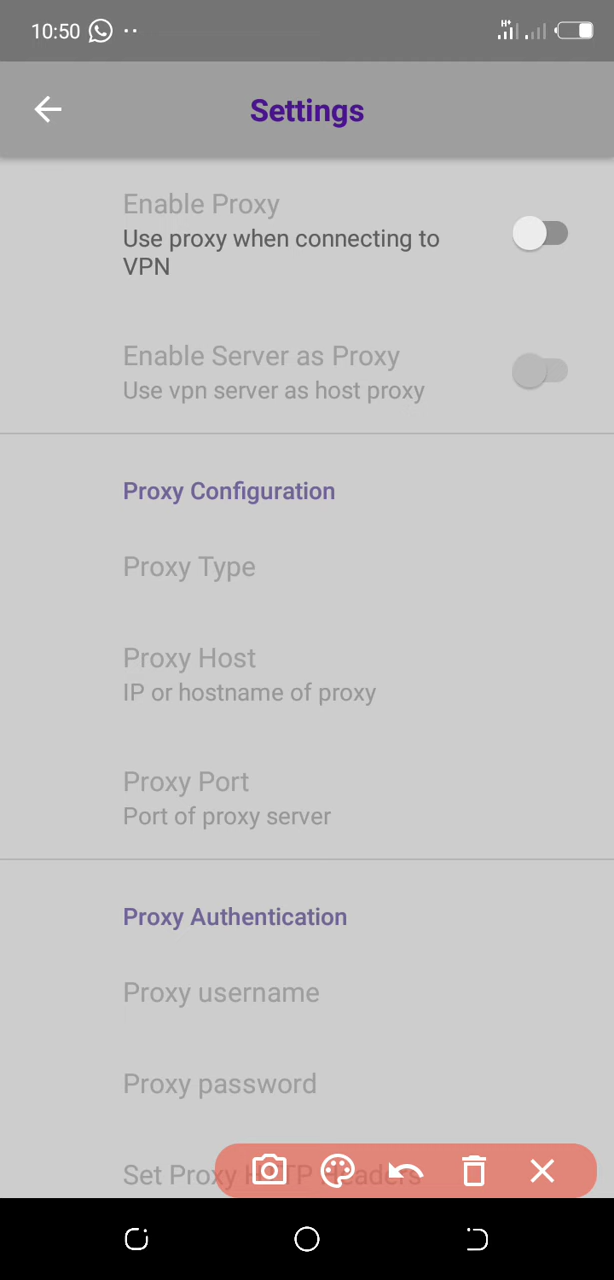 10:50
H+
Settings
Enable Proxy
Use proxy when connecting to
VPN
Enable Server as Proxy
Use vpn server as host proxy
Proxy Configuration
Proxy Type
Proxy Host
IP or hostname of proxy
Proxy Port
Port of proxy server
Proxy Authentication
Proxy username
Proxy password
Set Proxy HTTP Headers